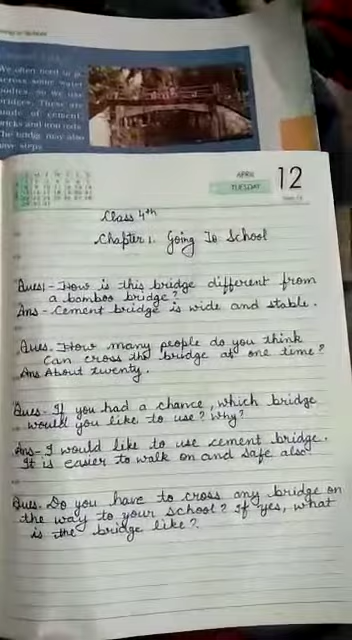 We often need to
cross some water
bodies, so we
bridges. These are
made of cement,
bricks and iron rods.
The bridge may also
have steps
APRIL
TUESDAY
12
Class 4th
Chapter 1. Going To School
Ques:- How is this bridge different from
a bamboo bridge?
Ans - Cement bridge is wide and stable.
Ques. How many people do you think
Can cross the bridge at one time?
Ans About twenty.
Ques- If you had a chance, which bridge
would you like to use? Why?
Ans- I would like to use cement bridge.
It is easier to walk on and safe also
Ques. Do you have to cross any bridge on
the way to your school? If yes, what
is the bridge like?